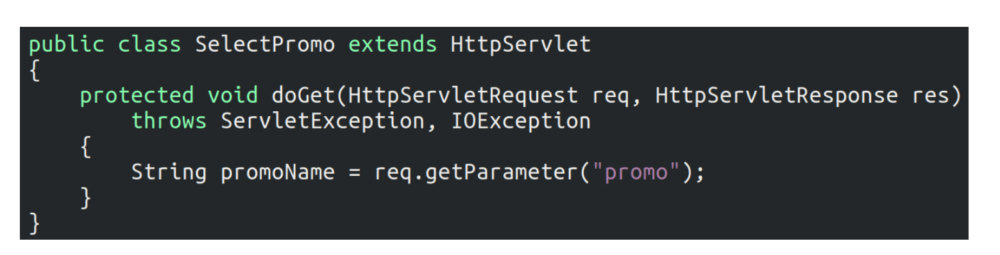 public class SelectPromo extends HttpServlet
{
    protected void doGet(HttpServletRequest req, HttpServletResponse res)
        throws ServletException, IOException
    {
        String promoName = req.getParameter("promo");
    }
}